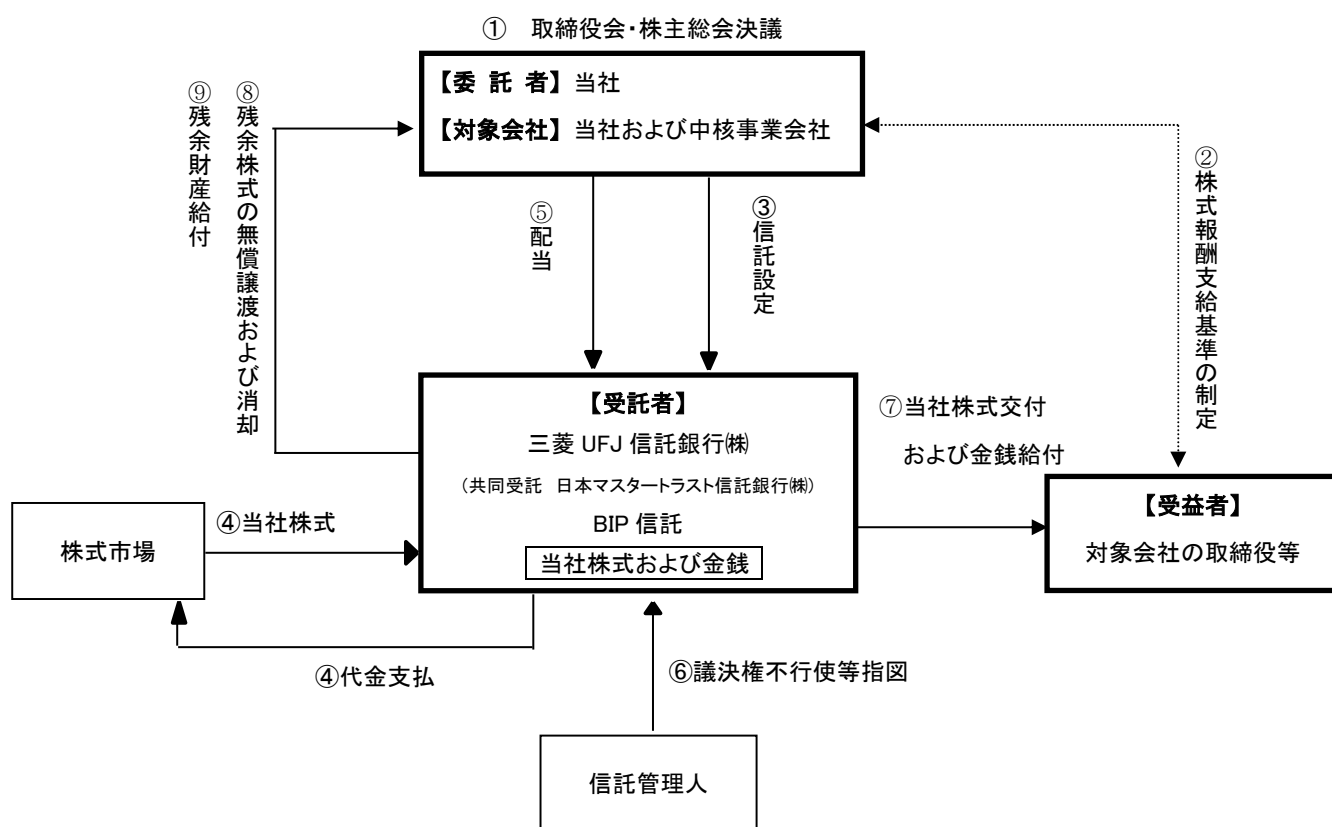 ① 取締役会・株主総会決議
【委 託 者】 当社
【対象会社】 当社および中核事業会社
⑨残余財産給付
⑧残余株式の無償譲渡および消却
⑤配当
③信託設定
②株式報酬支給基準の制定
【受託者】
三菱 UFJ 信託銀行㈱
（共同受託 日本マスタートラスト信託銀行㈱）
BIP 信託
当社株式および金銭
⑦当社株式交付
および金銭給付
【受益者】
対象会社の取締役等
株式市場
④当社株式
④代金支払
⑥議決権不行使等指図
信託管理人